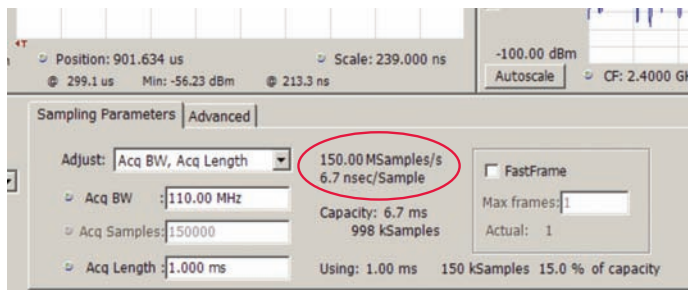 -100.00 dBm
Autoscale
CF: 2.4000
T
Position: 901.634 us
Scale: 239.000 ns
@ 299.1 us Min: -56.23 dBm @ 213.3 ns
Sampling Parameters
Advanced
Adjust: Acq BW, Acq Length
150.00 MSamples/s
6.7 nsec/Sample
Acq BW : 110.00 MHz
Acq Samples: 150000
Acq Length : 1.000 ms
Capacity: 6.7 ms
998 kSamples
Using: 1.00 ms 150 kSamples 15.0 % of capacity
FastFrame
Max frames: 1
Actual: 1